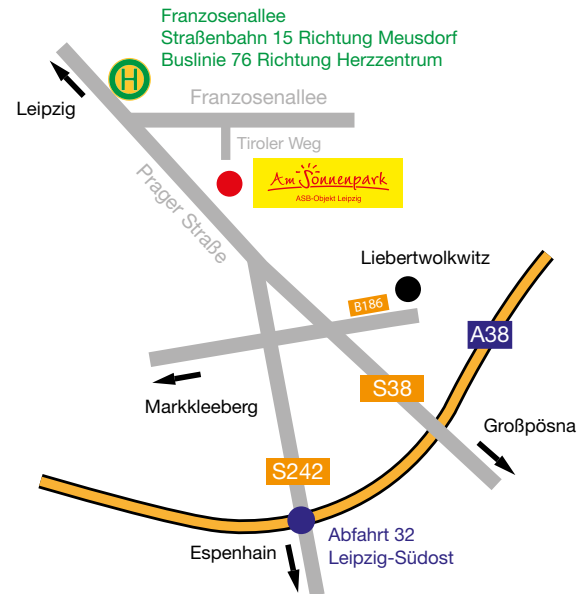 Franzosenallee
Straßenbahn 15 Richtung Meusdorf
Buslinie 76 Richtung Herzzentrum
H
Leipzig
Franzosenallee
Tiroler Weg
Prager Straße
Am Sonnenpark
ASB-Objekt Leipzig
Liebertwolkwitz
B186
A38
S38
Markkleeberg
Großpösna
S242
Abfahrt 32
Leipzig-Südost
Espenhain